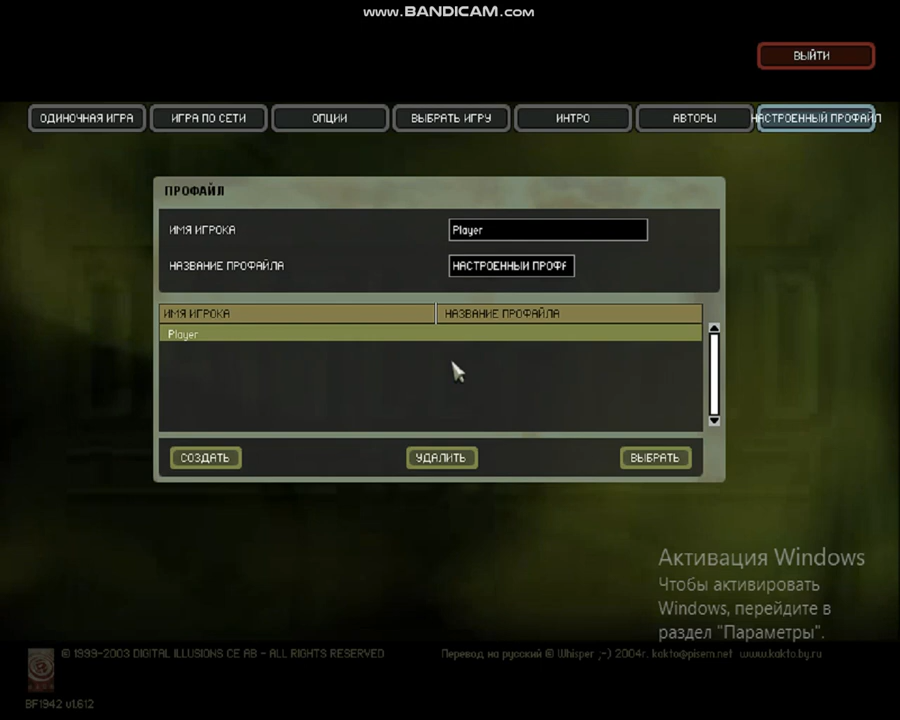 www.BANDICAM.com
ВЫЙТИ
ОДИНОЧНАЯ ИГРА
ИГРА ПО СЕТИ
ОПЦИИ
ВЫБРАТЬ ИГРУ
ИНТРО
АВТОРЫ
НАСТРОЕННЫЙ ПРОФАЙЛ
ПРОФАЙЛ
ИМЯ ИГРОКА
Player
НАЗВАНИЕ ПРОФАЙЛА
НАСТРОЕННЫЙ ПРОФА
ИМЯ ИГРОКА
НАЗВАНИЕ ПРОФАЙЛА
Player
СОЗДАТЬ
УДАЛИТЬ
ВЫБРАТЬ
Активация Windows
Чтобы активировать
Windows, перейдите в
раздел "Параметры".
© 1999-2003 DIGITAL ILLUSIONS CE AB - ALL RIGHTS RESERVED
Перевод на русский © Whisper ;-) 2004г. kakto@pisem.net www.kakto.by.ru
BF1942 v1.612